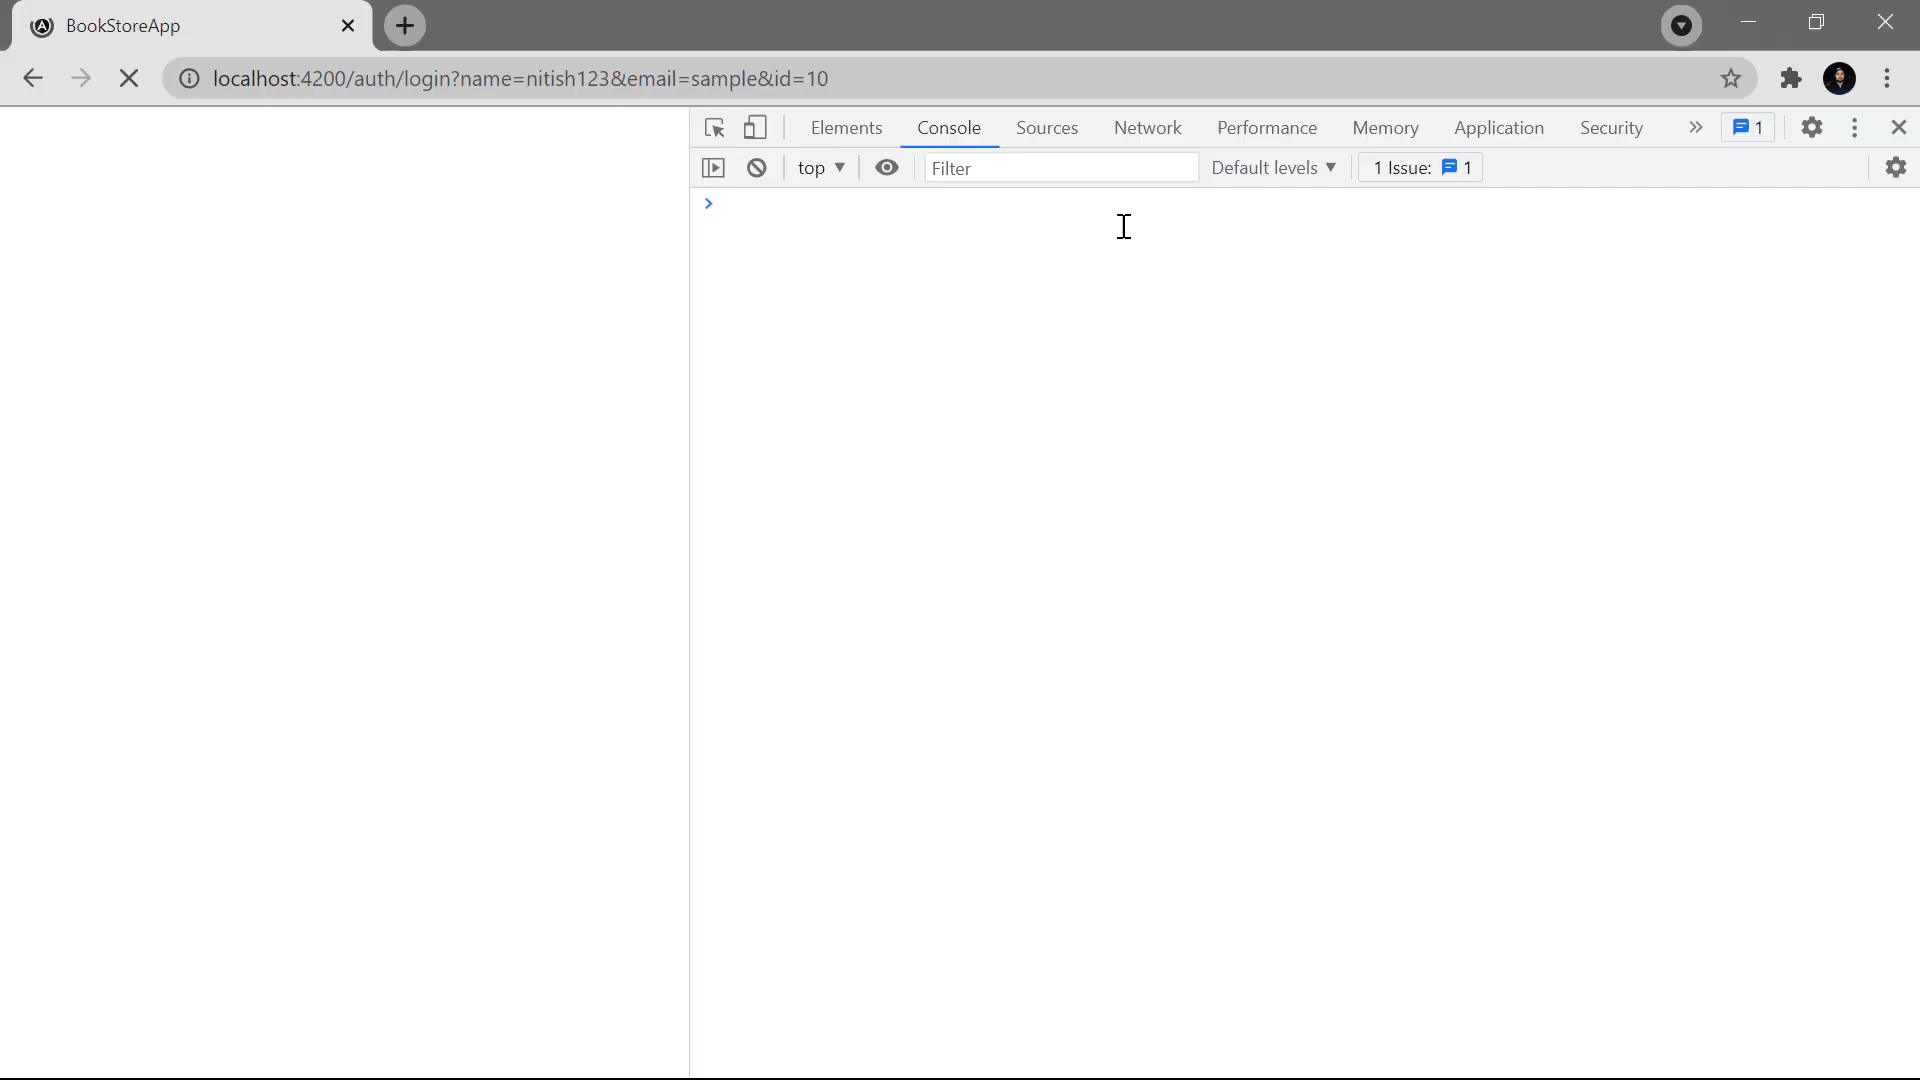 BookStoreApp
localhost:4200/auth/login?name=nitish123&email=sample&id=10
Elements Console Sources Network Performance Memory Application Security 1
top Filter Default levels 1 Issue: 1